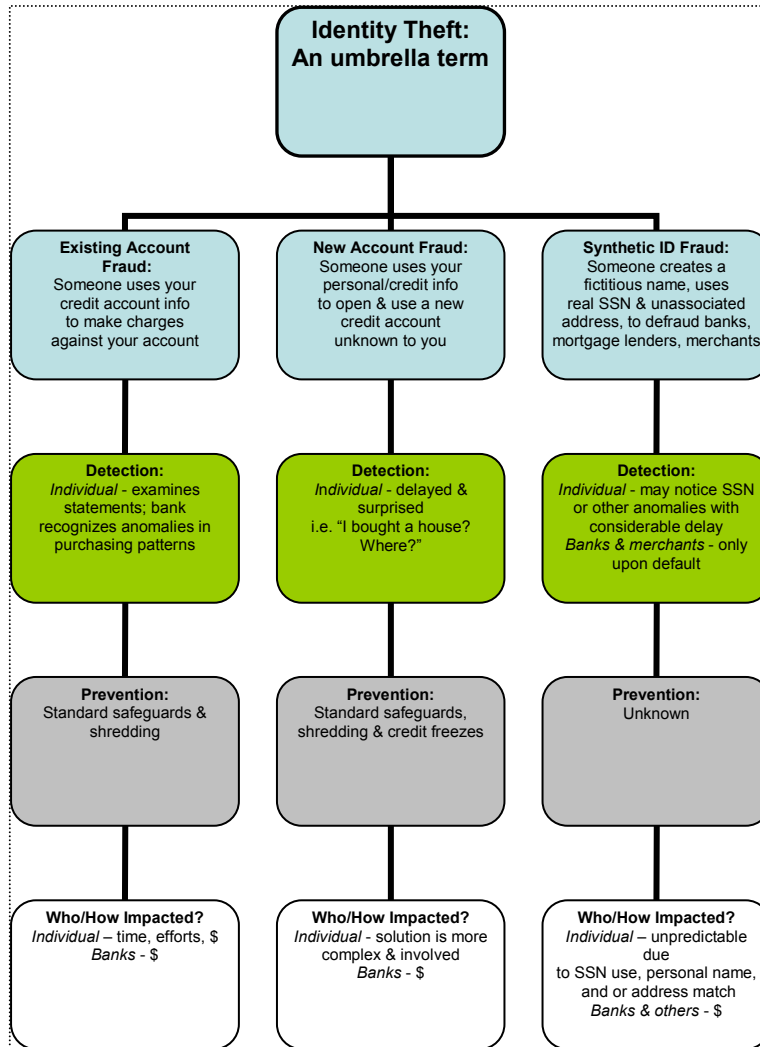 Identity Theft:
An umbrella term
Existing Account
Fraud:
Someone uses your
credit account info
to make charges
against your account
New Account Fraud:
Someone uses your
personal/credit info
to open & use a new
credit account
unknown to you
Synthetic ID Fraud:
Someone creates a
fictitious name, uses
real SSN & unassociated
address, to defraud banks,
mortgage lenders, merchants
Detection:
Individual - examines
statements; bank
recognizes anomalies in
purchasing patterns
Detection:
Individual - delayed &
surprised
i.e. “I bought a house?
Where?”
Detection:
Individual - may notice SSN
or other anomalies with
considerable delay
Banks & merchants - only
upon default
Prevention:
Standard safeguards &
shredding
Prevention:
Standard safeguards,
shredding & credit freezes
Prevention:
Unknown
Who/How Impacted?
Individual – time, efforts, $
Banks - $
Who/How Impacted?
Individual - solution is more
complex & involved
Banks - $
Who/How Impacted?
Individual – unpredictable
due
to SSN use, personal name,
and or address match
Banks & others - $